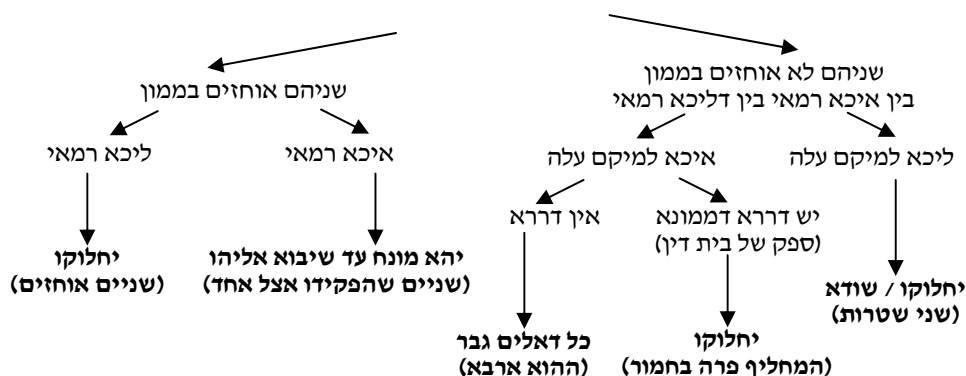 שניהם לא אוחזים בממון
בין איכא רמאי בין דליכא רמאי
שניהם אוחזים בממון
ליכא למיקם עלה
איכא למיקם עלה
איכא רמאי
ליכא רמאי
יש דררא דממונא
(ספק של בית דין)
אין דררא
יהא מונח עד שיבוא אליהו
(שניים שהפקידו אצל אחד)
יחלוקו
(שניים אוחזים)
יחלוקו / שודא
(שני שטרות)
יחלוקו
(המחליף פרה בחמור)
כל דאלים גבר
(ההוא ארבא)